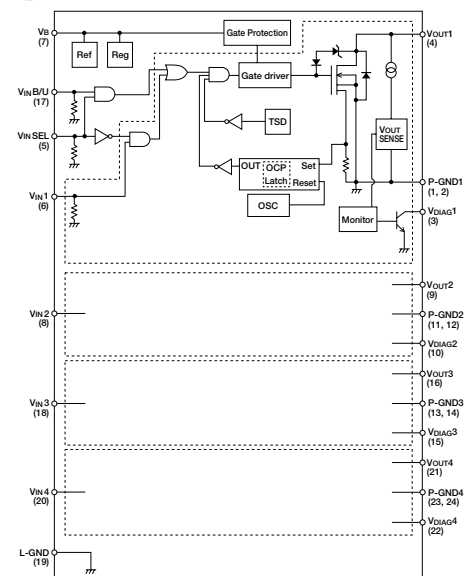 VB
(7)
Gate Protection
VOUT1
(4)
Ref
Reg
VINB/U
(17)
Gate driver
VINSEL
(5)
TSD
VOUT
SENSE
OUT
OCP
Latch
Set
Reset
P-GND1
(1, 2)
VIN1
(6)
OSC
Monitor
VDIAG1
(3)
VOUT2
(9)
VIN2
(8)
P-GND2
(11, 12)
VDIAG2
(10)
VOUT3
(16)
VIN3
(18)
P-GND3
(13, 14)
VDIAG3
(15)
VOUT4
(21)
VIN4
(20)
P-GND4
(23, 24)
VDIAG4
(22)
L-GND
(19)